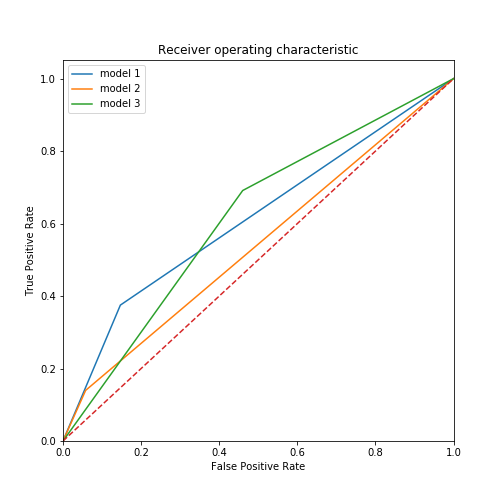 Receiver operating characteristic
model 1
model 2
model 3
True Positive Rate
1.0
0.8
0.6
0.4
0.2
0.0
0.0 0.2 0.4 0.6 0.8 1.0
False Positive Rate